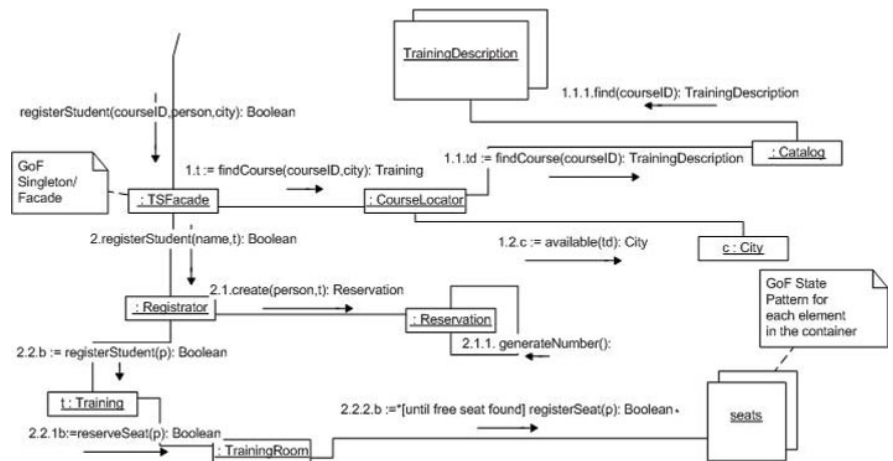 TrainingDescription
1.1.1.find(courseID): TrainingDescription
registerStudent(courseID,person,city): Boolean
GoF
Singleton/
Facade
1.t := findCourse(courseID,city): Training
1.1.td := findCourse(courseID): TrainingDescription
: Catalog
: TSFacade
: CourseLocator
2.registerStudent(name,t): Boolean
1.2.c := available(td): City
c : City
GoF State
Pattern for
each element
in the container
2.1.create(person,t): Reservation
: Registrator
: Reservation
2.1.1. generateNumber():
2.2.b := registerStudent(p): Boolean
t : Training
2.2.2.b :=*[until free seat found] registerSeat(p): Boolean
seats
2.2.1b:=reserveSeat(p): Boolean
: TrainingRoom